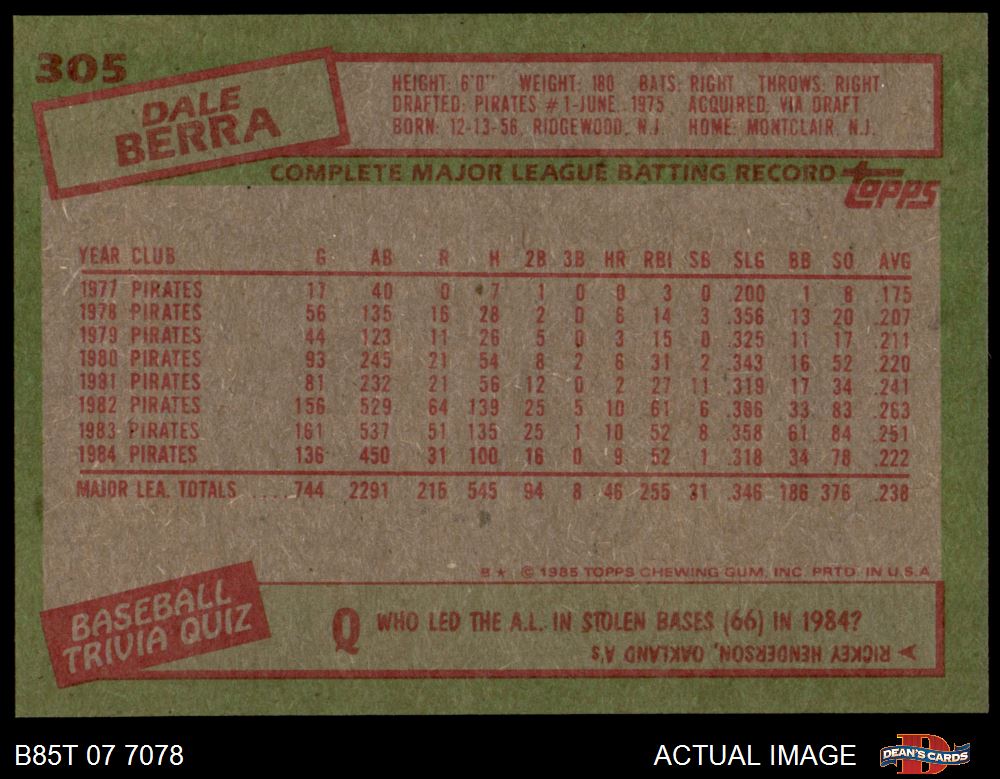 305
DALE
BERRA
HEIGHT: 6'0" WEIGHT: 180 BATS: RIGHT THROWS: RIGHT
DRAFTED: PIRATES #1-JUNE, 1975 ACQUIRED: VIA DRAFT
BORN: 12-13-56, RIDGEWOOD, N.J. HOME: MONTCLAIR, N.J.
COMPLETE MAJOR LEAGUE BATTING RECORD
topps
YEAR CLUB G AB R H 2B 3B HR RBI SB SLG BB SO AVG
1977 PIRATES 17 40 0 7 1 0 0 3 0 .200 1 8 .175
1978 PIRATES 56 135 16 28 2 0 6 14 3 .356 13 20 .207
1979 PIRATES 44 123 11 26 5 0 3 15 0 .325 11 17 .211
1980 PIRATES 93 245 21 54 8 2 6 31 2 .343 16 52 .220
1981 PIRATES 81 232 21 56 12 0 2 27 11 .319 17 34 .241
1982 PIRATES 156 529 64 139 25 5 10 61 6 .386 33 83 .263
1983 PIRATES 161 537 51 135 25 1 10 52 8 .358 61 84 .251
1984 PIRATES 136 450 31 100 16 0 9 52 1 .318 34 78 .222
MAJOR LEA. TOTALS ....744 2291 215 545 94 8 46 255 31 .346 186 376 .238
B★ © 1985 TOPPS CHEWING GUM, INC. PRTD. IN U.S.A.
BASEBALL
TRIVIA QUIZ
Q WHO LED THE A.L. IN STOLEN BASES (66) IN 1984?
RICKEY HENDERSON, OAKLAND A's
B85T 07 7078
ACTUAL IMAGE
D
DEAN'S CARDS